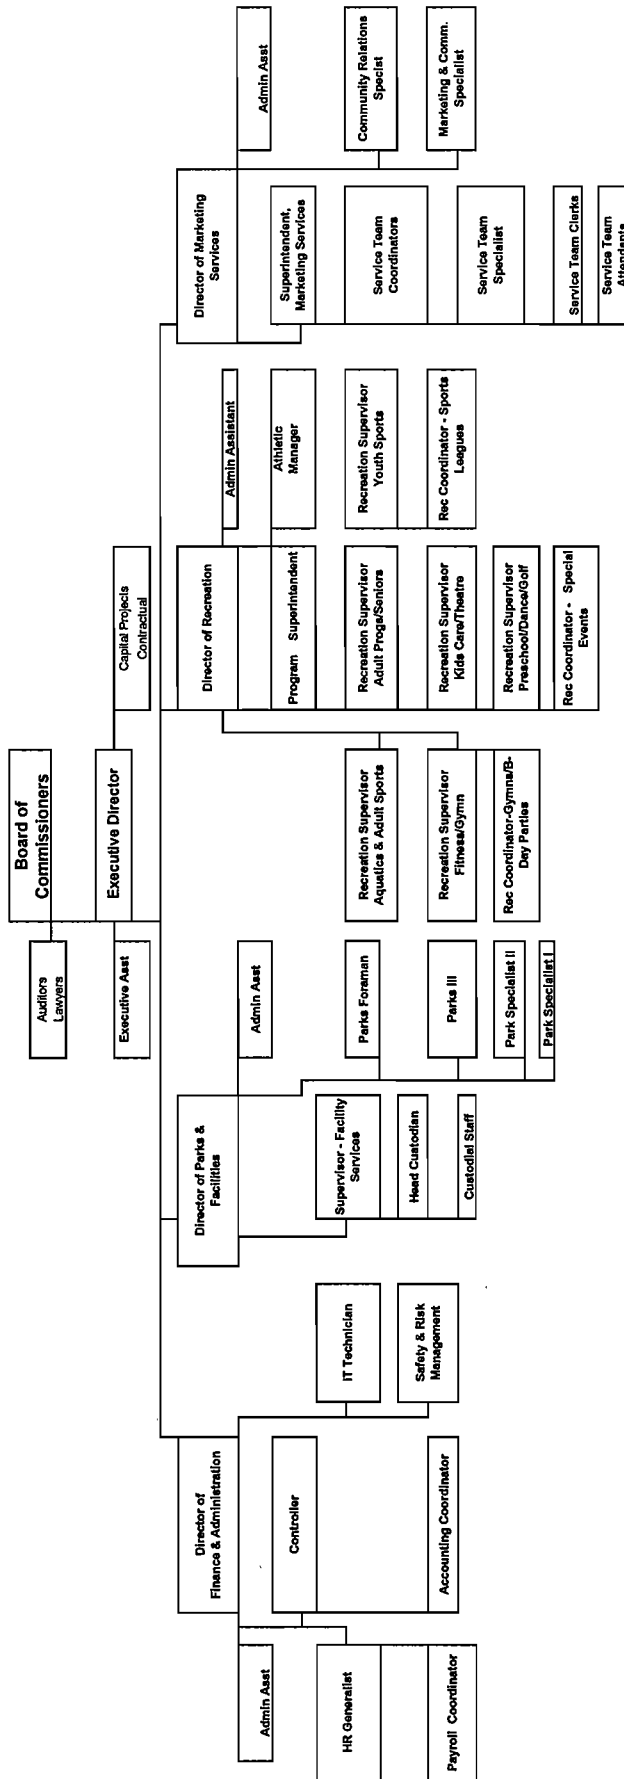 Board of
Commissioners
Auditors
Lawyers
Executive Director
Executive Asst
Capital Projects
Contractual
Director of
Finance & Administration
Admin Asst
Controller
HR Generalist
IT Technician
Safety & Risk
Management
Payroll Coordinator
Accounting Coordinator
Director of Parks &
Facilities
Admin Asst
Supervisor - Facility
Services
Head Custodian
Custodial Staff
Parks Foraman
Parks III
Park Specialist II
Park Specialist I
Director of Recreation
Admin Assistant
Program Superintendent
Athletic
Manager
Recreation Supervisor
Aquatics & Adult Sports
Recreation Supervisor
Fitness/Gymn
Rec Coordinator-Gymns/B-
Day Parties
Recreation Supervisor
Adult Progs/Seniors
Recreation Supervisor
Kids Care/Theatre
Recreation Supervisor
Preschool/Dance/Golf
Rec Coordinator - Special
Events
Recreation Supervisor
Youth Sports
Rec Coordinator - Sports
Leagues
Director of Marketing
Services
Admin Asst
Superintendent,
Marketing Services
Service Team
Coordinators
Service Team
Specialist
Service Team Clerks
Service Team
Attendants
Community Relations
Specist
Marketing & Comm.
Specialist